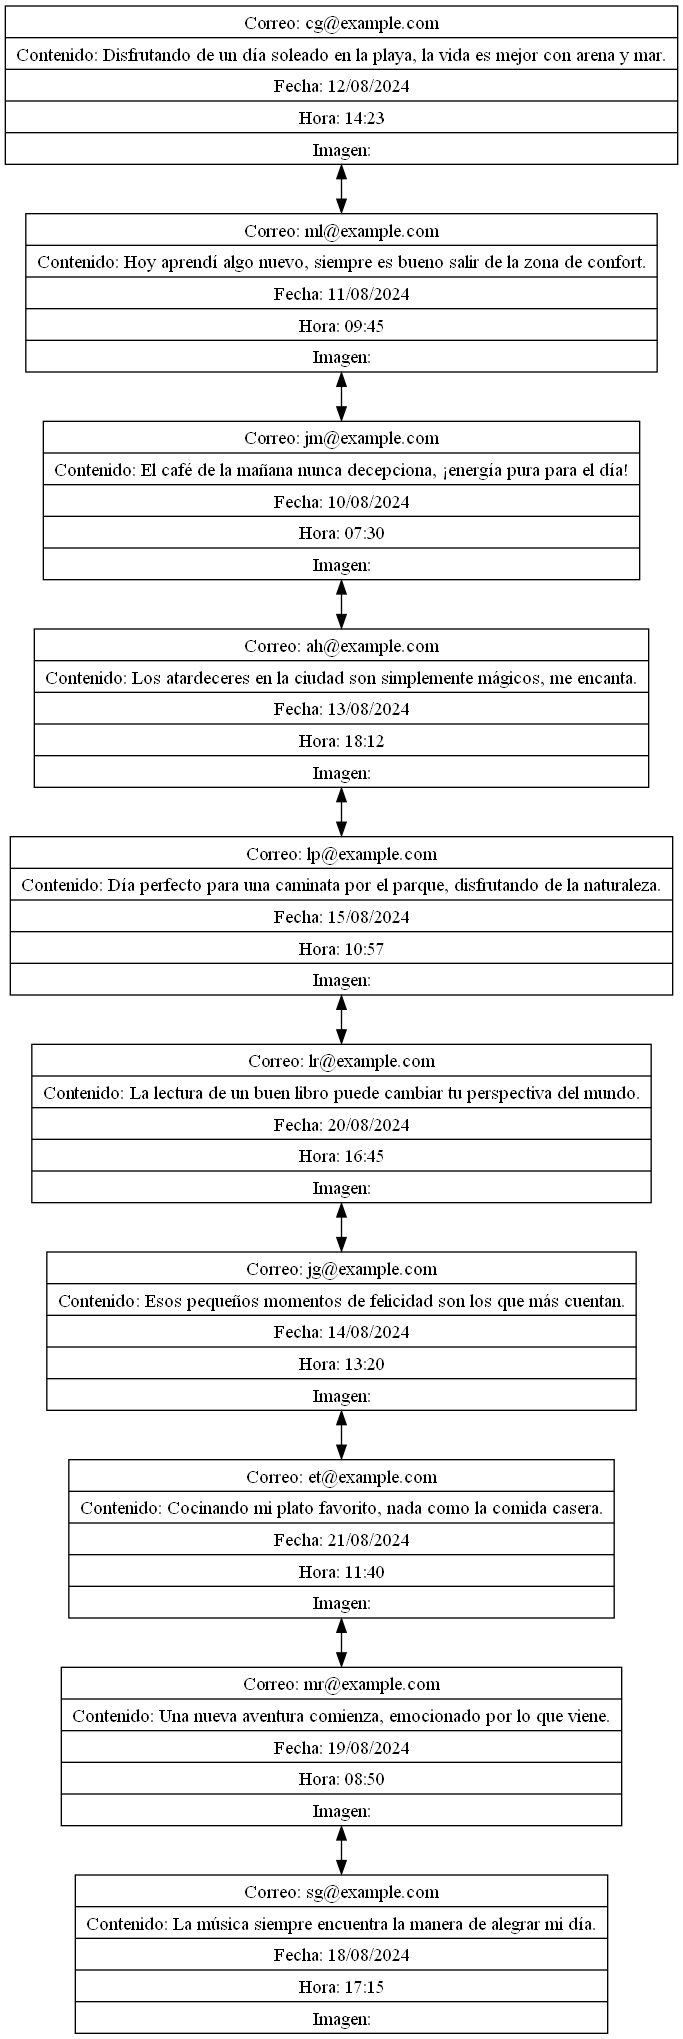 Correo: cg@example.com
Contenido: Disfrutando de un día soleado en la playa, la vida es mejor con arena y mar.
Fecha: 12/08/2024
Hora: 14:23
Imagen:
Correo: ml@example.com
Contenido: Hoy aprendí algo nuevo, siempre es bueno salir de la zona de confort.
Fecha: 11/08/2024
Hora: 09:45
Imagen:
Correo: jm@example.com
Contenido: El café de la mañana nunca decepciona, ¡energía pura para el día!
Fecha: 10/08/2024
Hora: 07:30
Imagen:
Correo: ah@example.com
Contenido: Los atardeceres en la ciudad son simplemente mágicos, me encanta.
Fecha: 13/08/2024
Hora: 18:12
Imagen:
Correo: lp@example.com
Contenido: Día perfecto para una caminata por el parque, disfrutando de la naturaleza.
Fecha: 15/08/2024
Hora: 10:57
Imagen:
Correo: lr@example.com
Contenido: La lectura de un buen libro puede cambiar tu perspectiva del mundo.
Fecha: 20/08/2024
Hora: 16:45
Imagen:
Correo: jg@example.com
Contenido: Esos pequeños momentos de felicidad son los que más cuentan.
Fecha: 14/08/2024
Hora: 13:20
Imagen:
Correo: et@example.com
Contenido: Cocinando mi plato favorito, nada como la comida casera.
Fecha: 21/08/2024
Hora: 11:40
Imagen:
Correo: mr@example.com
Contenido: Una nueva aventura comienza, emocionado por lo que viene.
Fecha: 19/08/2024
Hora: 08:50
Imagen:
Correo: sg@example.com
Contenido: La música siempre encuentra la manera de alegrar mi día.
Fecha: 18/08/2024
Hora: 17:15
Imagen: